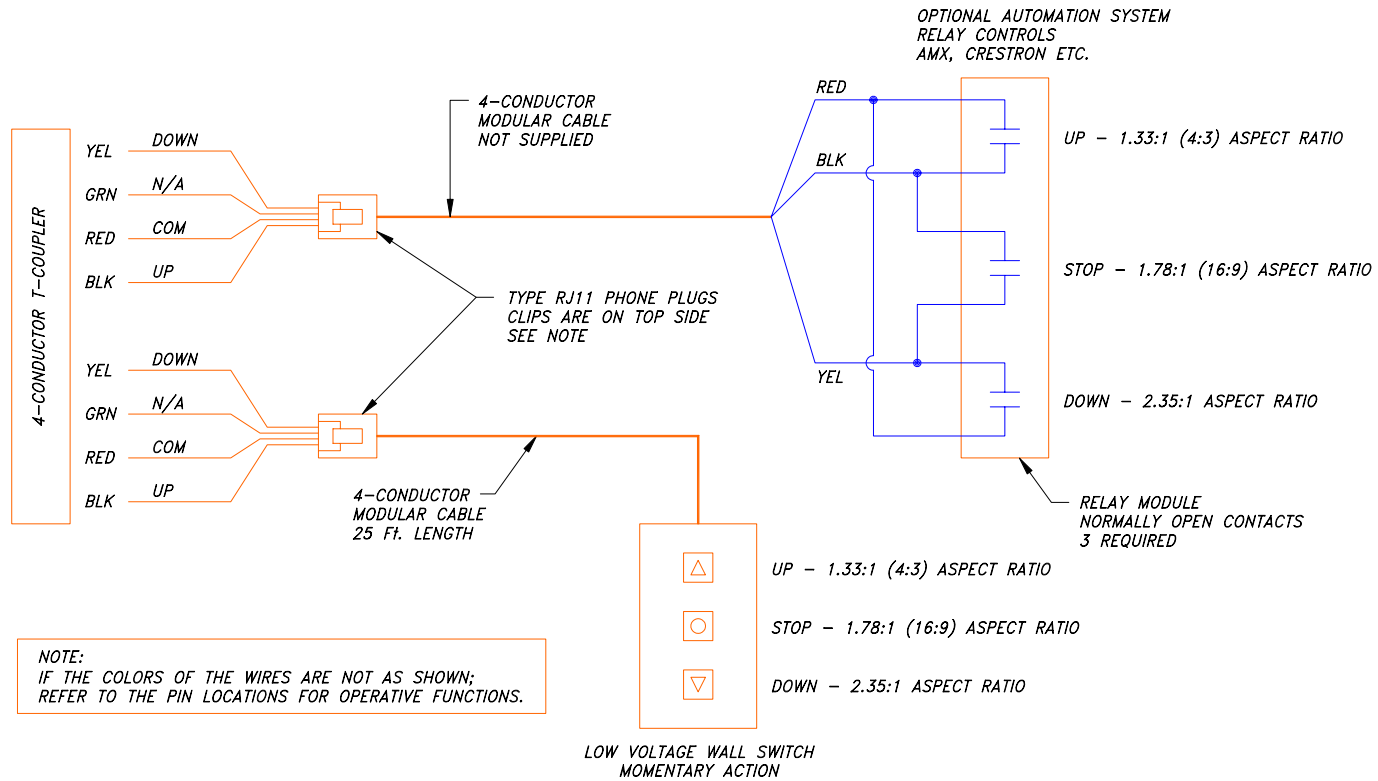 OPTIONAL AUTOMATION SYSTEM
RELAY CONTROLS
AMX, CRESTRON ETC.
4-CONDUCTOR
MODULAR CABLE
NOT SUPPLIED
RED
BLK
YEL
UP - 1.33:1 (4:3) ASPECT RATIO
STOP - 1.78:1 (16:9) ASPECT RATIO
DOWN - 2.35:1 ASPECT RATIO
4-CONDUCTOR T-COUPLER
YEL DOWN
GRN N/A
RED COM
BLK UP
TYPE RJ11 PHONE PLUGS
CLIPS ARE ON TOP SIDE
SEE NOTE
YEL DOWN
GRN N/A
RED COM
BLK UP
4-CONDUCTOR
MODULAR CABLE
25 Ft. LENGTH
RELAY MODULE
NORMALLY OPEN CONTACTS
3 REQUIRED
UP - 1.33:1 (4:3) ASPECT RATIO
STOP - 1.78:1 (16:9) ASPECT RATIO
DOWN - 2.35:1 ASPECT RATIO
NOTE:
IF THE COLORS OF THE WIRES ARE NOT AS SHOWN;
REFER TO THE PIN LOCATIONS FOR OPERATIVE FUNCTIONS.
LOW VOLTAGE WALL SWITCH
MOMENTARY ACTION